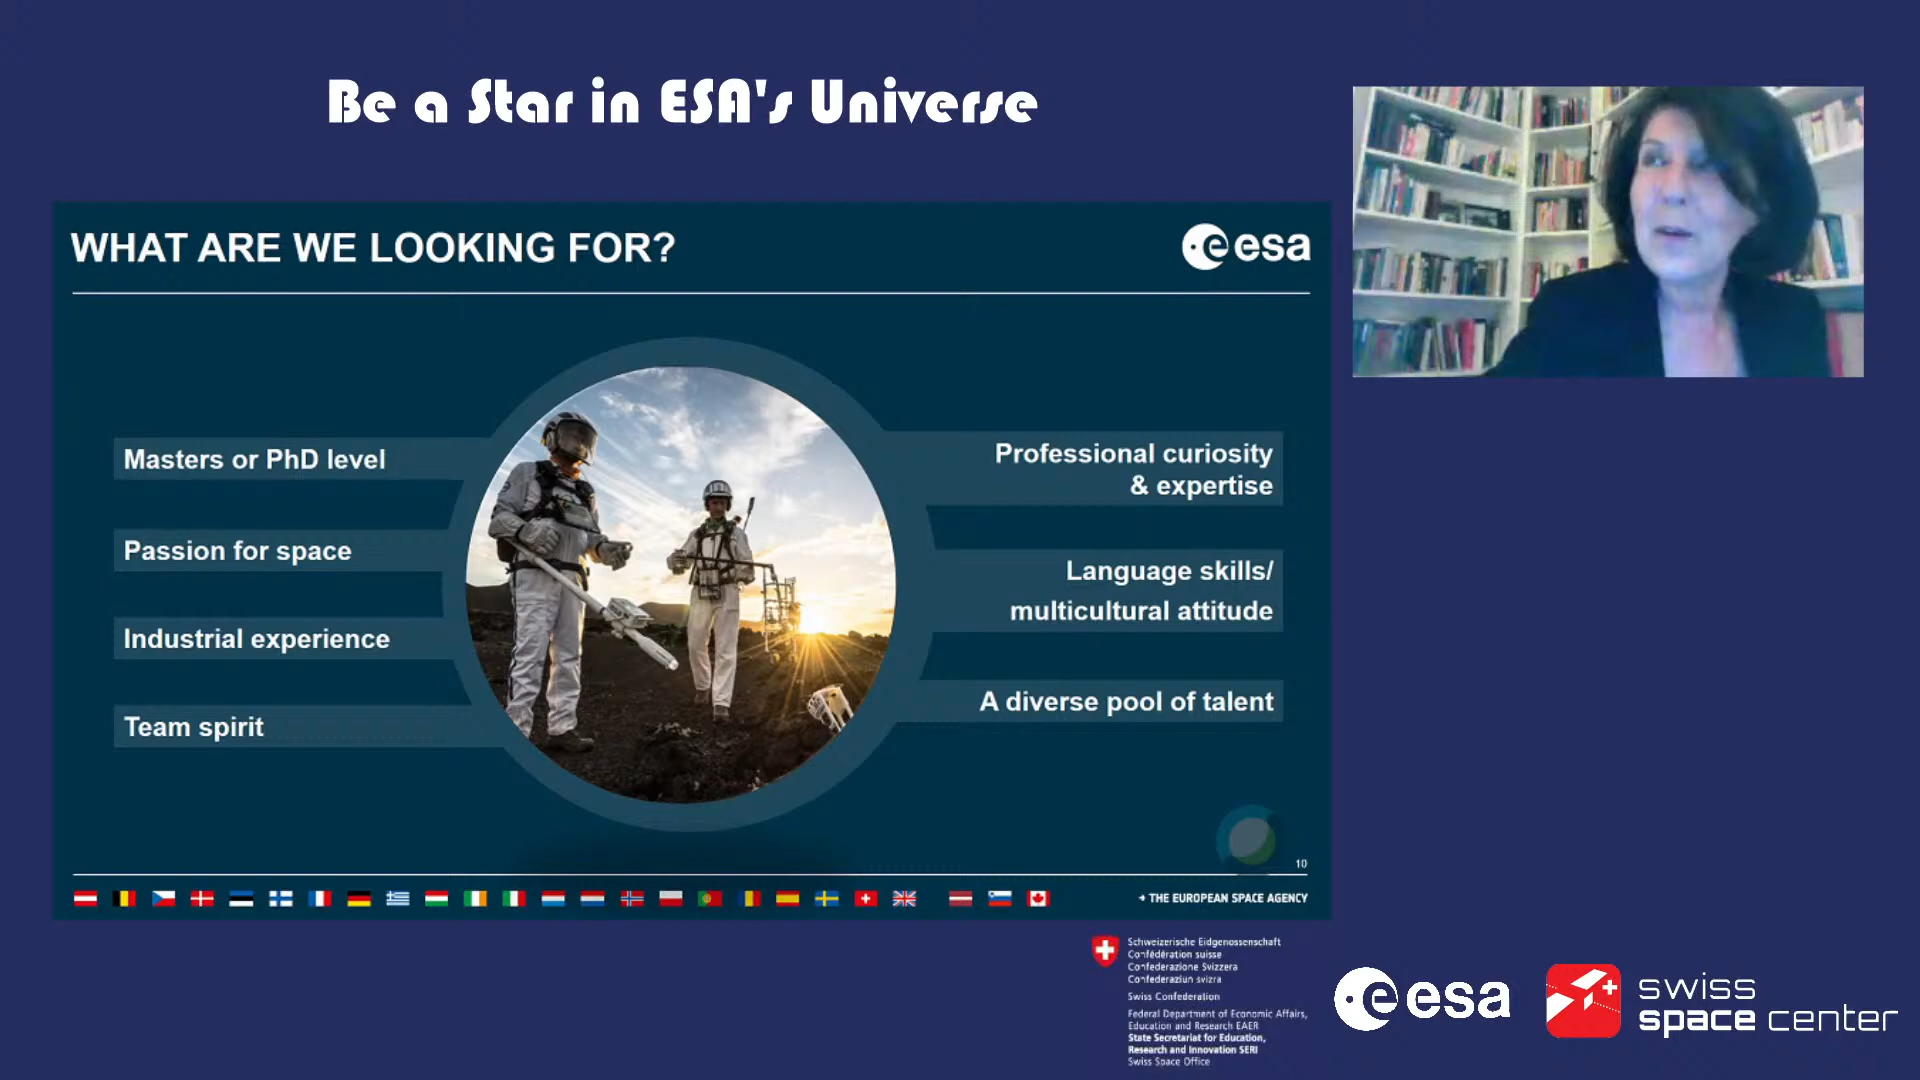 Be a Star in ESA's Universe
WHAT ARE WE LOOKING FOR?
esa
Masters or PhD level
Passion for space
Industrial experience
Team spirit
Professional curiosity
& expertise
Language skills/
multicultural attitude
A diverse pool of talent
10
→ THE EUROPEAN SPACE AGENCY
Schweizerische Eidgenossenschaft
Confédération suisse
Confederazione Svizzera
Confederaziun svizra
Swiss Confederation
Federal Department of Economic Affairs,
Education and Research EAER
State Secretariat for Education,
Research and Innovation SERI
Swiss Space Office
esa
swiss
space center